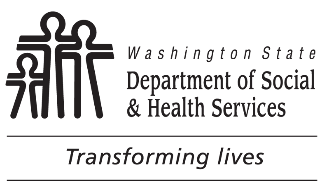 Washington State
Department of Social
& Health Services
Transforming lives